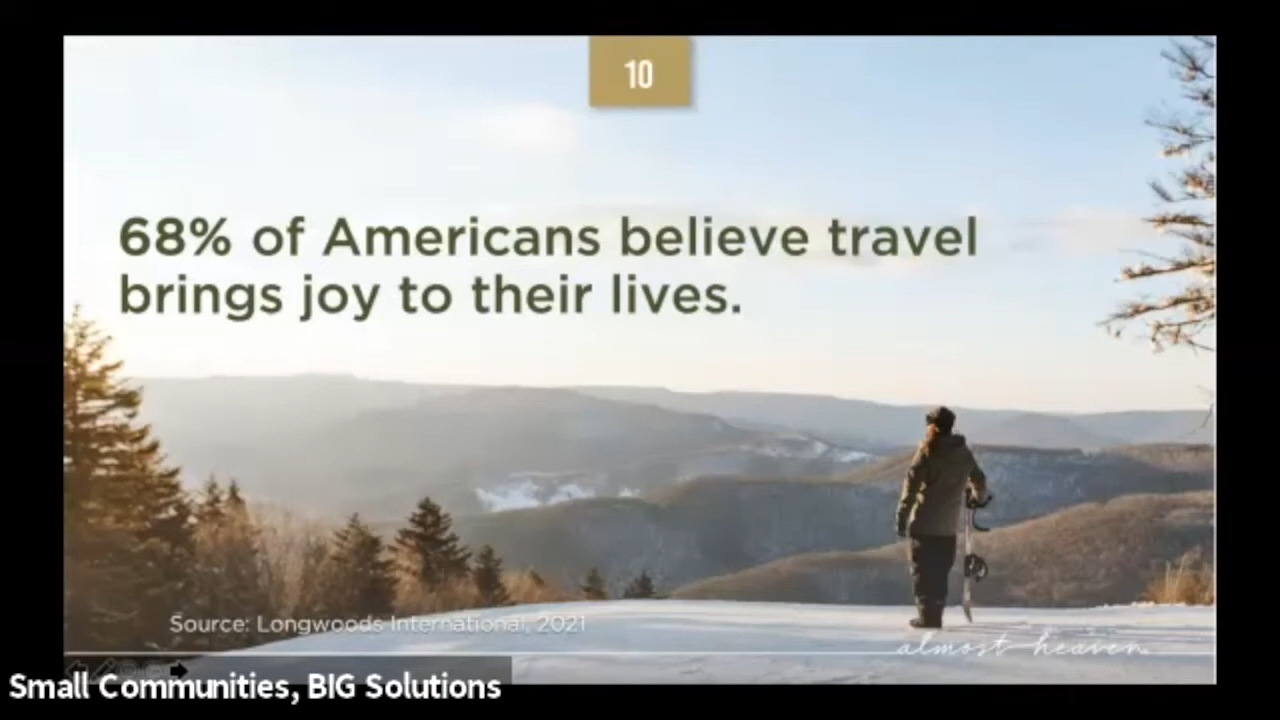 10
68% of Americans believe travel
brings joy to their lives.
Source: Longwoods International, 2021
almost heaven
Small Communities, BIG Solutions